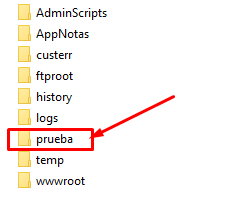 AdminScripts
AppNotas
custerr
ftproot
history
logs
prueba
temp
wwwroot